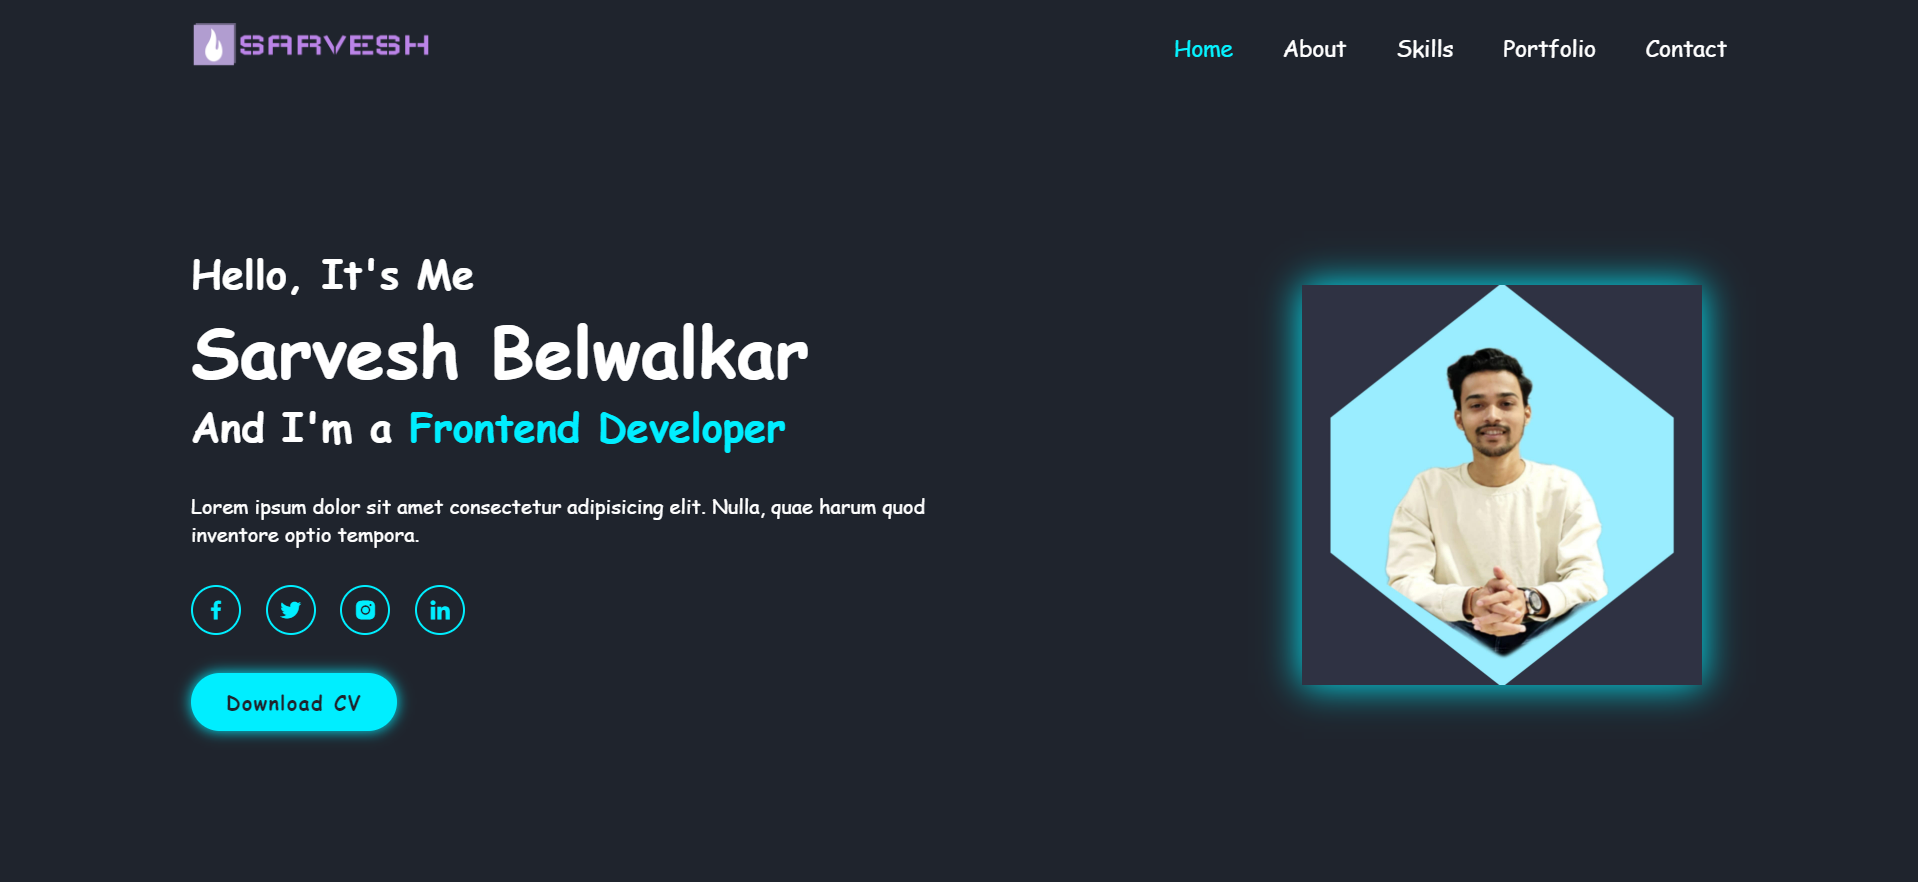 SARVESH
Home About Skills Portfolio Contact
Hello, It's Me
Sarvesh Belwalkar
And I'm a Frontend Developer
Lorem ipsum dolor sit amet consectetur adipisicing elit. Nulla, quae harum quod
inventore optio tempora.
Download CV